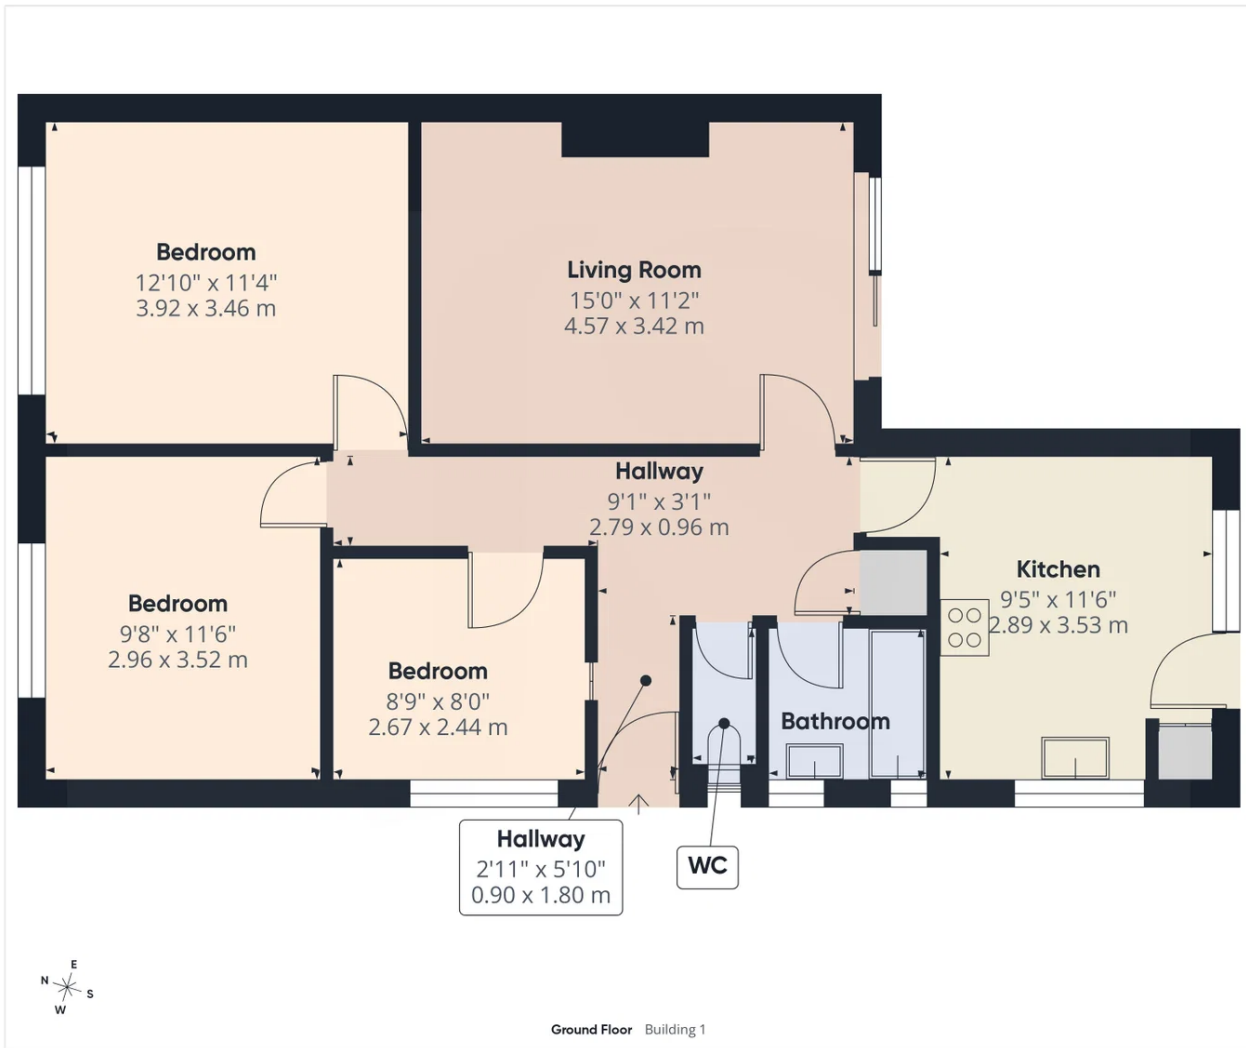 Bedroom
12'10" x 11'4"
3.92 x 3.46 m
Living Room
15'0" x 11'2"
4.57 x 3.42 m
Hallway
9'1" x 3'1"
2.79 x 0.96 m
Kitchen
9'5" x 11'6"
2.89 x 3.53 m
Bedroom
9'8" x 11'6"
2.96 x 3.52 m
Bedroom
8'9" x 8'0"
2.67 x 2.44 m
Bathroom
Hallway
2'11" x 5'10"
0.90 x 1.80 m
WC
E
N
S
W
Ground Floor Building 1